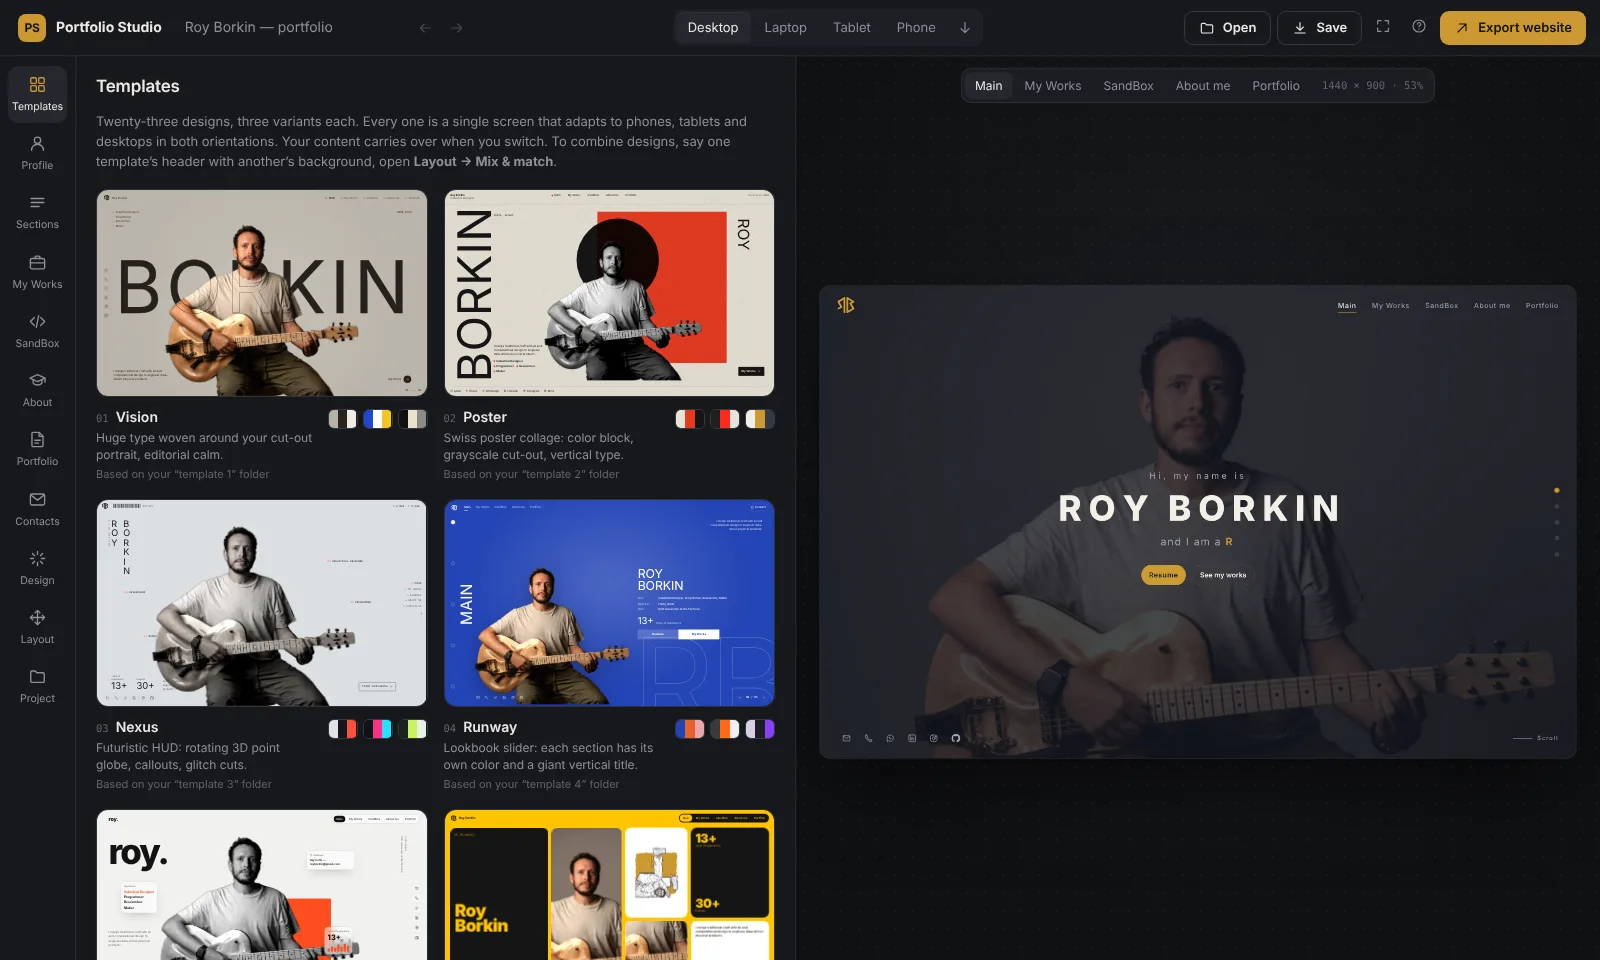 PS Portfolio Studio Roy Borkin — portfolio ← → Desktop Laptop Tablet Phone ↓ Open Save Export website
Templates
Profile
Sections
My Works
SandBox
About
Portfolio
Contacts
Design
Layout
Project
Templates
Twenty-three designs, three variants each. Every one is a single screen that adapts to phones, tablets and
desktops in both orientations. Your content carries over when you switch. To combine designs, say one
template's header with another's background, open Layout → Mix & match.
BORKIN
01 Vision
Huge type woven around your cut-out
portrait, editorial calm.
Based on your “template 1” folder
BORKIN
ROY
02 Poster
Swiss poster collage: color block,
grayscale cut-out, vertical type.
Based on your “template 2” folder
ROY
BORKIN
13+ 30+
03 Nexus
Futuristic HUD: rotating 3D point
globe, callouts, glitch cuts.
Based on your “template 3” folder
MAIN
ROY
BORKIN
13+
RB
04 Runway
Lookbook slider: each section has its
own color and a giant vertical title.
Based on your “template 4” folder
roy.
roy.
13+
Roy
Borkin
13+
30+
Main My Works SandBox About me Portfolio 1440 × 900 · 53%
Main My Works SandBox About me Portfolio
Hi, my name is
ROY BORKIN
and I am a R
Resume See my works
Scroll